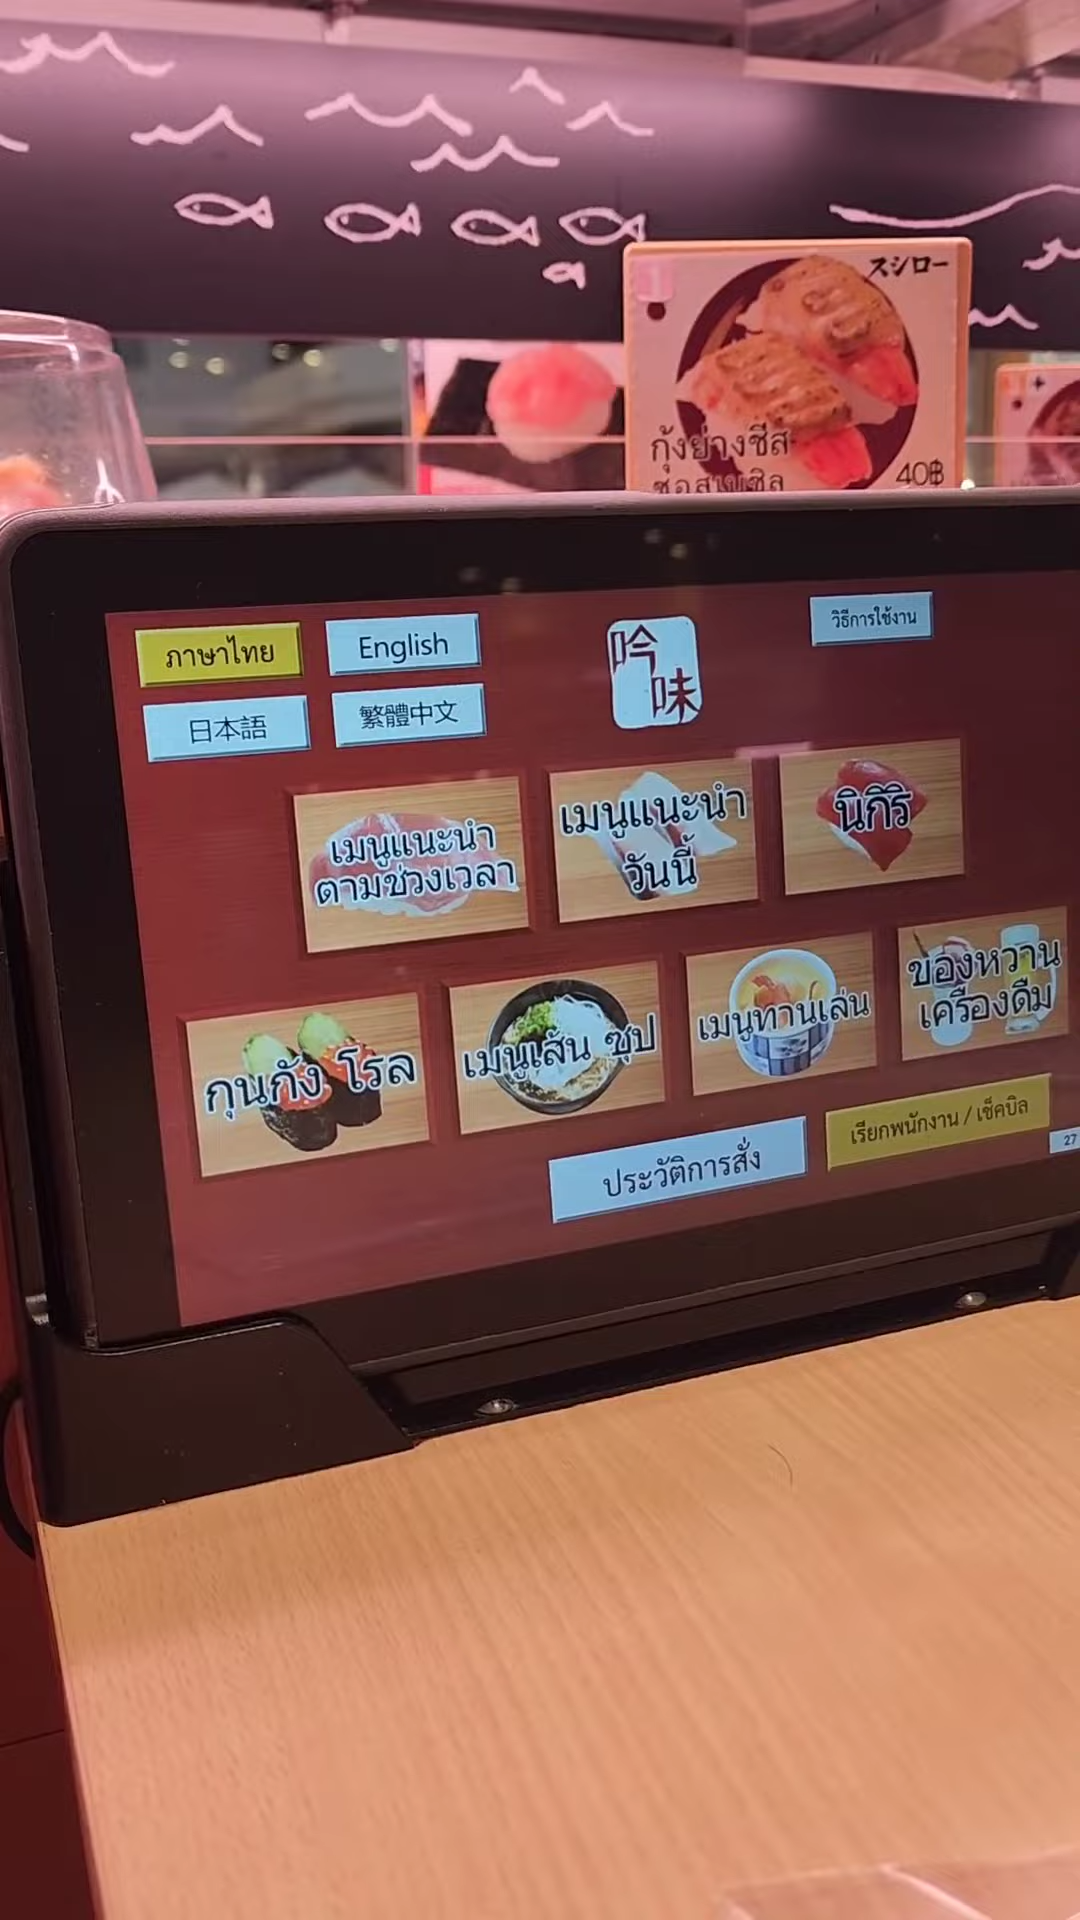 スシロー
กุ้งย่างชีส
ซอสเบซิล
40฿
ภาษาไทย
English
วิธีการใช้งาน
日本語
繁體中文
吟味
เมนูแนะนำ
ตามช่วงเวลา
เมนูแนะนำ
วันนี้
นิกิริ
กุนกัง โรล
เมนูเส้น ซุป
เมนูทานเล่น
ของหวาน
เครื่องดื่ม
ประวัติการสั่ง
เรียกพนักงาน / เช็คบิล
27